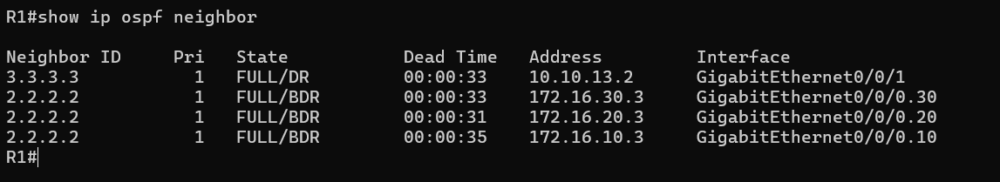 R1#show ip ospf neighbor
Neighbor ID     Pri   State           Dead Time   Address         Interface
3.3.3.3           1   FULL/DR         00:00:33    10.10.13.2      GigabitEthernet0/0/1
2.2.2.2           1   FULL/BDR        00:00:33    172.16.30.3     GigabitEthernet0/0/0.30
2.2.2.2           1   FULL/BDR        00:00:31    172.16.20.3     GigabitEthernet0/0/0.20
2.2.2.2           1   FULL/BDR        00:00:35    172.16.10.3     GigabitEthernet0/0/0.10
R1#